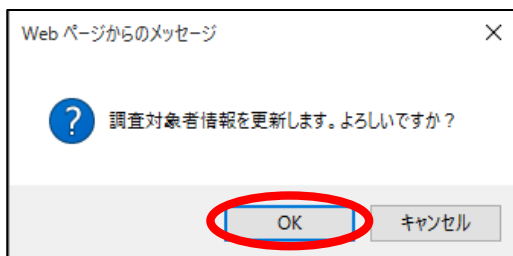 Web ページからのメッセージ
調査対象者情報を更新します。よろしいですか？
OK
キャンセル